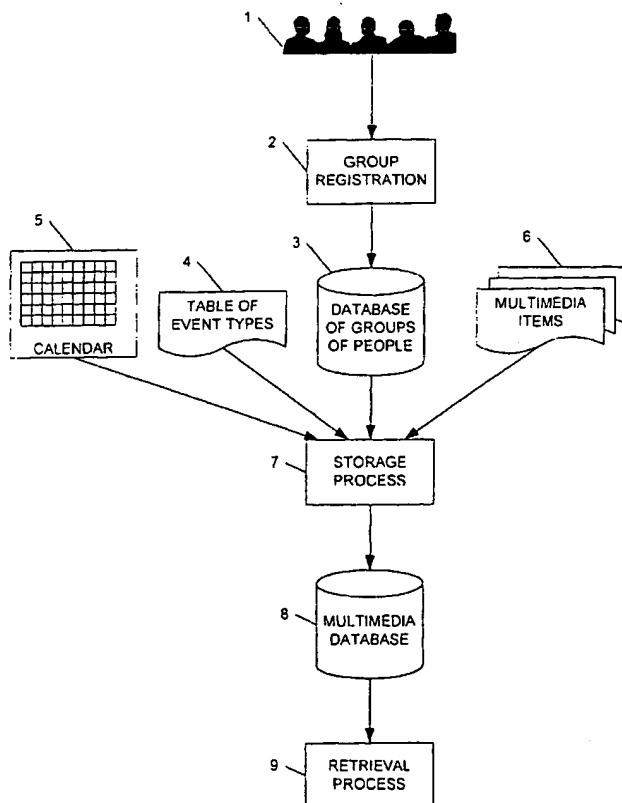 1
2
GROUP
REGISTRATION
5
CALENDAR
4
TABLE OF
EVENT TYPES
3
DATABASE
OF GROUPS
OF PEOPLE
6
MULTIMEDIA
ITEMS
7
STORAGE
PROCESS
8
MULTIMEDIA
DATABASE
9
RETRIEVAL
PROCESS